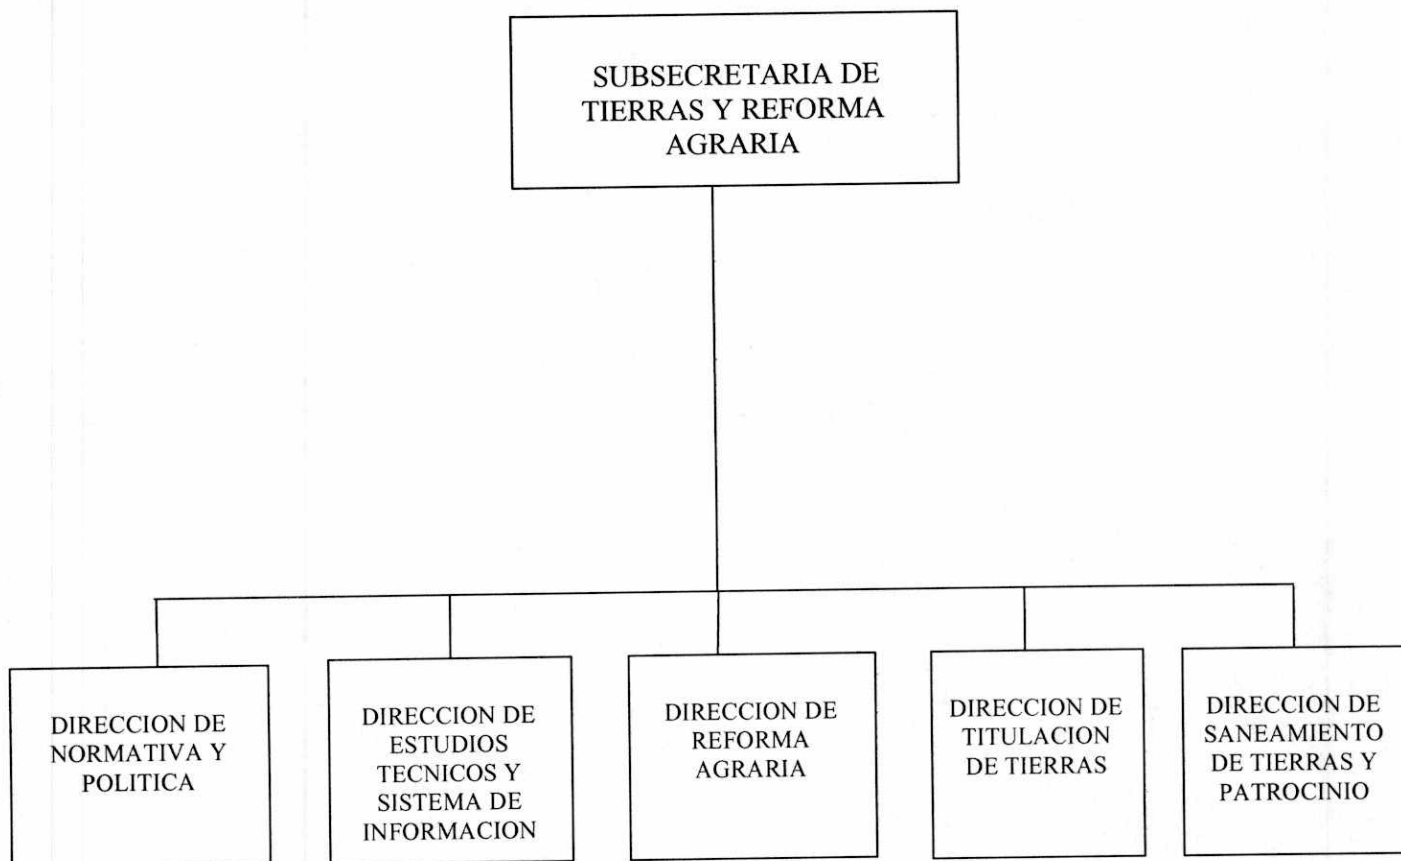 SUBSECRETARIA DE
TIERRAS Y REFORMA
AGRARIA
DIRECCION DE
NORMATIVA Y
POLITICA
DIRECCION DE
ESTUDIOS
TECNICOS Y
SISTEMA DE
INFORMACION
DIRECCION DE
REFORMA
AGRARIA
DIRECCION DE
TITULACION
DE TIERRAS
DIRECCION DE
SANEAMIENTO
DE TIERRAS Y
PATROCINIO